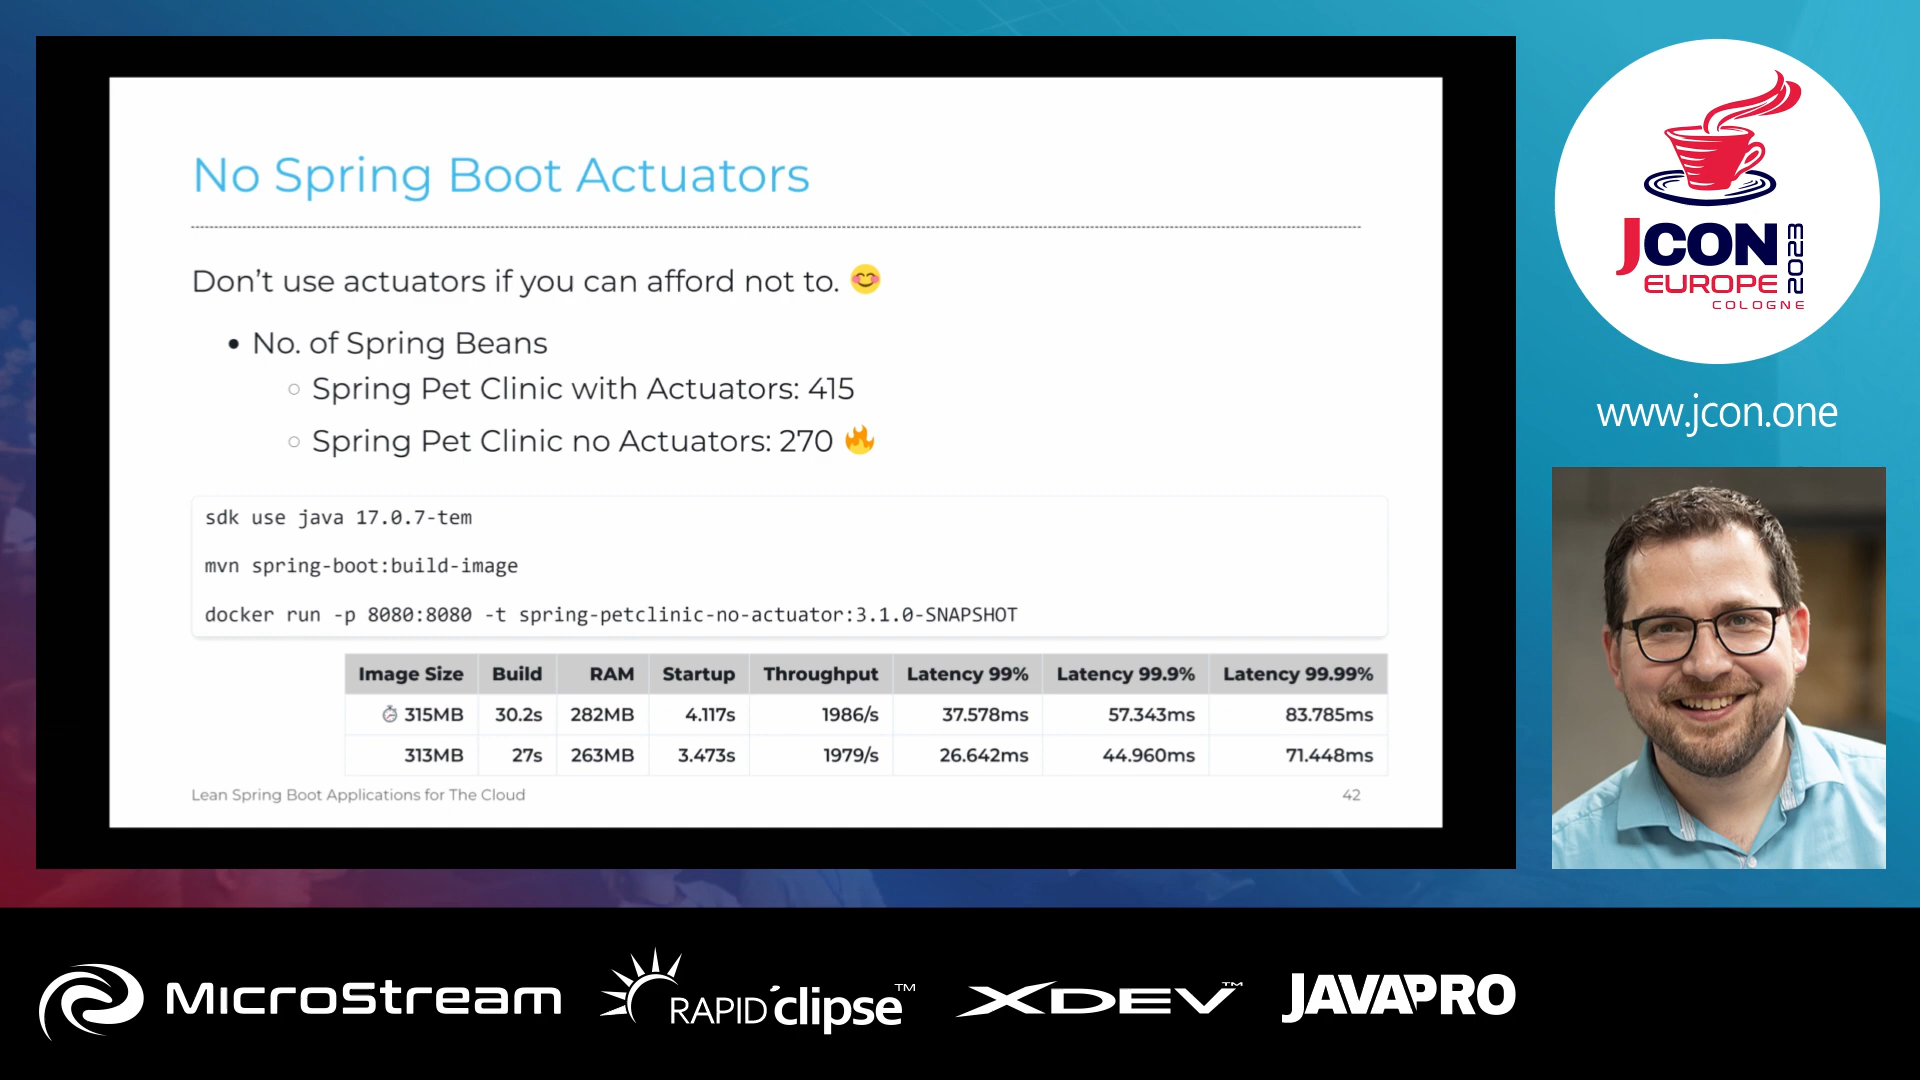 No Spring Boot Actuators
Don't use actuators if you can afford not to. 😊
• No. of Spring Beans
○ Spring Pet Clinic with Actuators: 415
○ Spring Pet Clinic no Actuators: 270 🔥
sdk use java 17.0.7-tem
mvn spring-boot:build-image
docker run -p 8080:8080 -t spring-petclinic-no-actuator:3.1.0-SNAPSHOT
Image Size Build RAM Startup Throughput Latency 99% Latency 99.9% Latency 99.99%
⏱ 315MB 30.2s 282MB 4.117s 1986/s 37.578ms 57.343ms 83.785ms
313MB 27s 263MB 3.473s 1979/s 26.642ms 44.960ms 71.448ms
Lean Spring Boot Applications for The Cloud 42
JCON
EUROPE
2023
COLOGNE
www.jcon.one
MicroStream
RAPIDclipse™
XDEV™
JAVAPRO